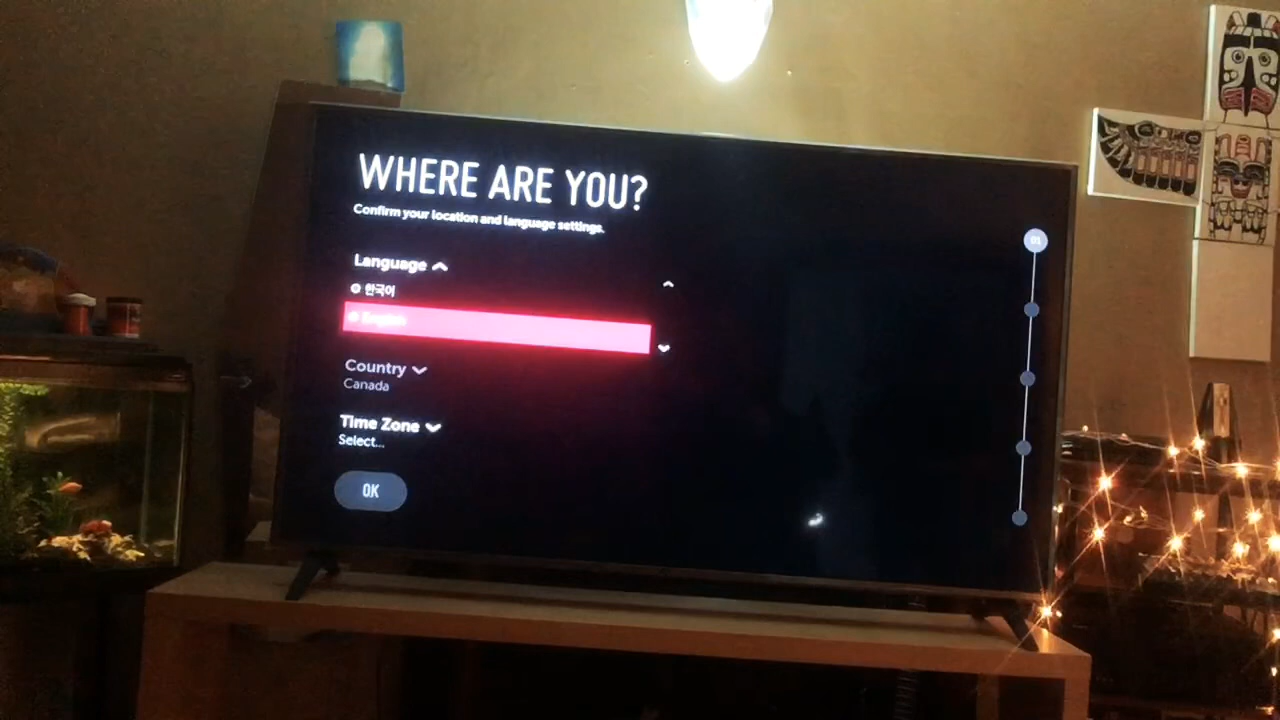 WHERE ARE YOU?
Confirm your location and language settings.
Language
한국어
English
Country
Canada
Time Zone
Select...
OK
m